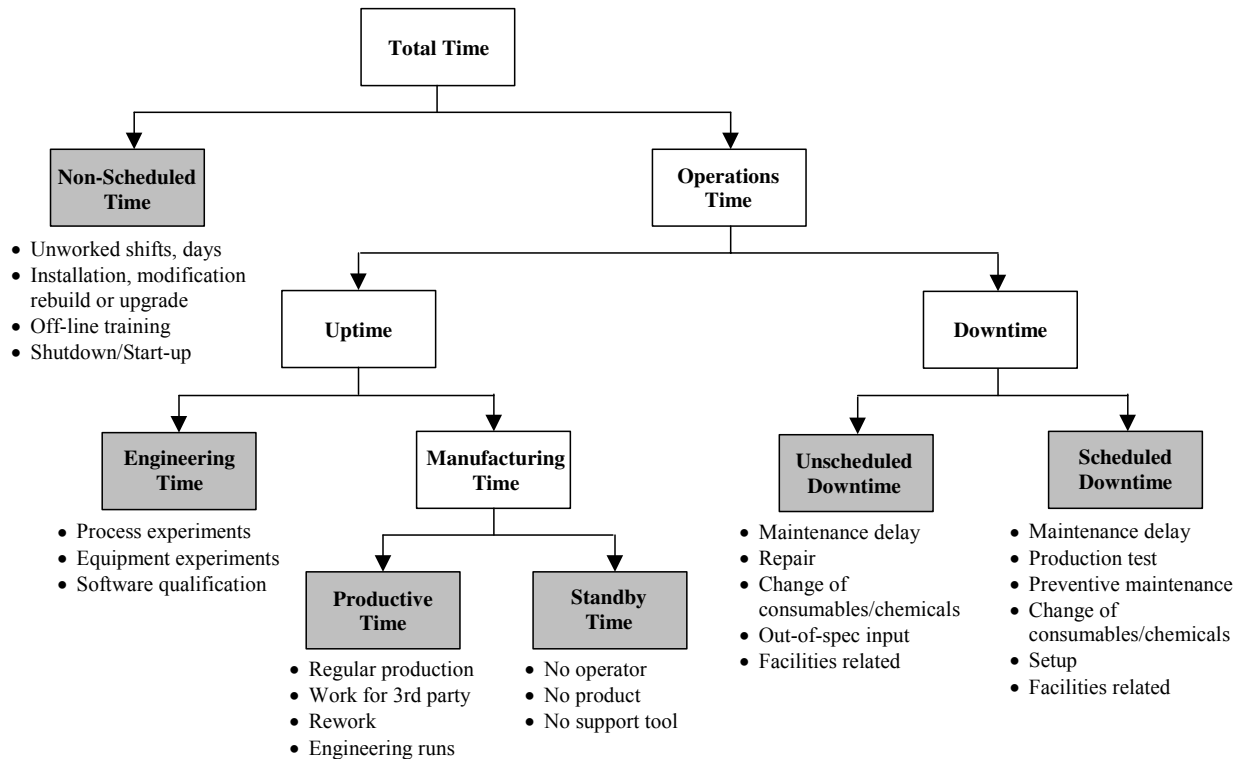 Total Time
Non-Scheduled
Time
Operations
Time
• Unworked shifts, days
• Installation, modification
rebuild or upgrade
• Off-line training
• Shutdown/Start-up
Uptime
Downtime
Engineering
Time
Manufacturing
Time
Unscheduled
Downtime
Scheduled
Downtime
• Process experiments
• Equipment experiments
• Software qualification
Productive
Time
Standby
Time
• Regular production
• Work for 3rd party
• Rework
• Engineering runs
• No operator
• No product
• No support tool
• Maintenance delay
• Repair
• Change of
consumables/chemicals
• Out-of-spec input
• Facilities related
• Maintenance delay
• Production test
• Preventive maintenance
• Change of
consumables/chemicals
• Setup
• Facilities related